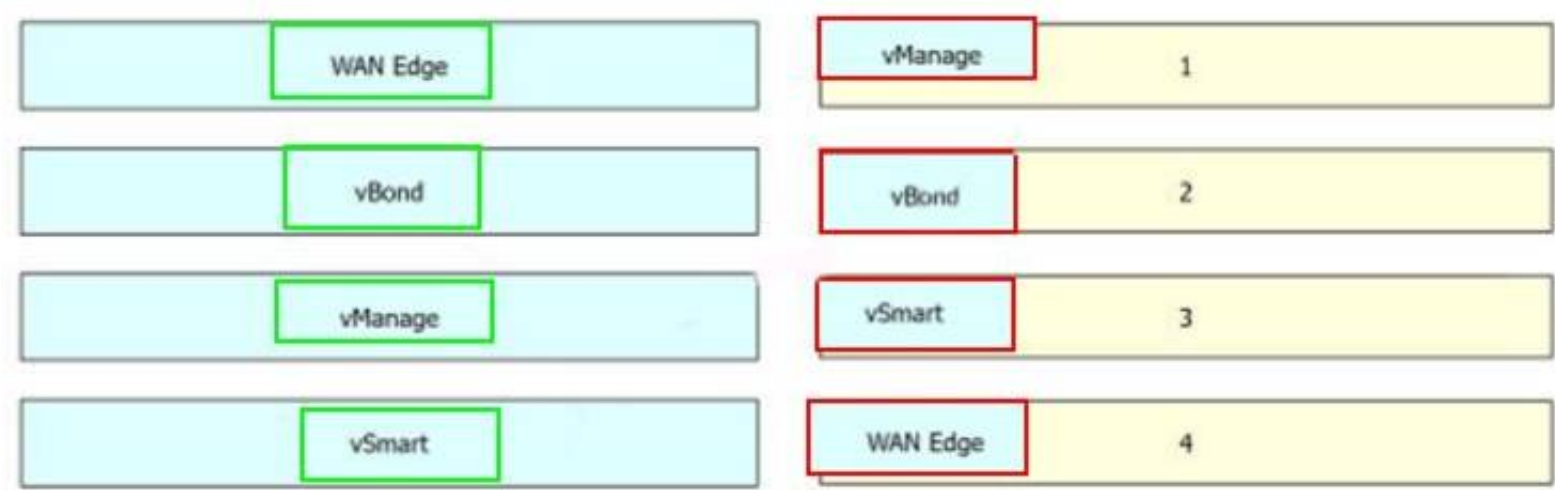 WAN Edge
vManage 1
vBond
vBond 2
vManage
vSmart 3
vSmart
WAN Edge 4